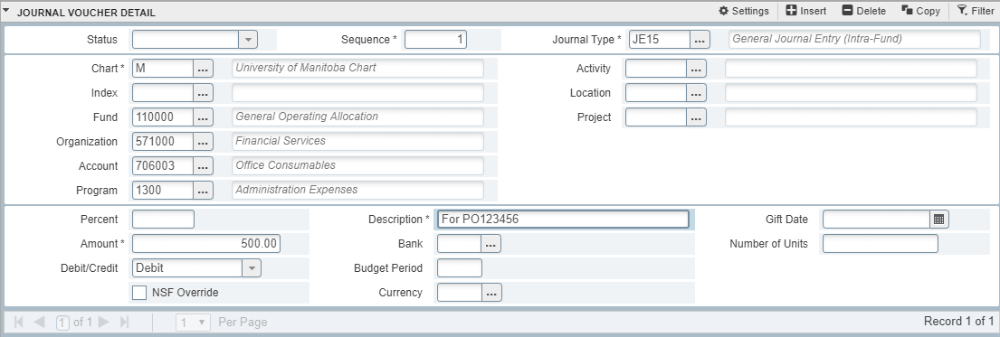 JOURNAL VOUCHER DETAIL Settings Insert Delete Copy Filter
Status Sequence * 1 Journal Type * JE15 ... General Journal Entry (Intra-Fund)
Chart * M ... University of Manitoba Chart Activity ...
Index ... Location ...
Fund 110000 ... General Operating Allocation Project ...
Organization 571000 ... Financial Services
Account 706003 ... Office Consumables
Program 1300 ... Administration Expenses
Percent Description * For PO123456 Gift Date
Amount * 500.00 Bank ... Number of Units
Debit/Credit Debit Budget Period
NSF Override Currency ...
1 of 1 1 Per Page Record 1 of 1